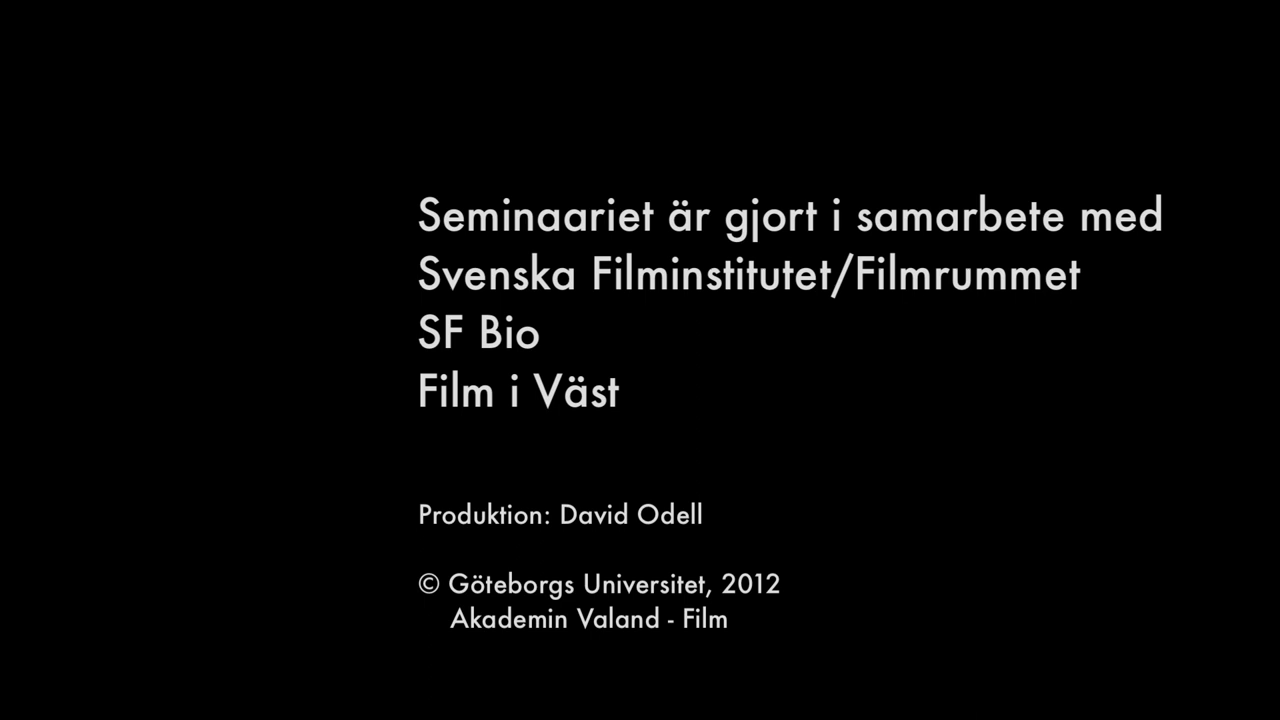 Seminaariet är gjort i samarbete med
Svenska Filminstitutet/Filmrummet
SF Bio
Film i Väst
Produktion: David Odell
© Göteborgs Universitet, 2012
Akademin Valand - Film